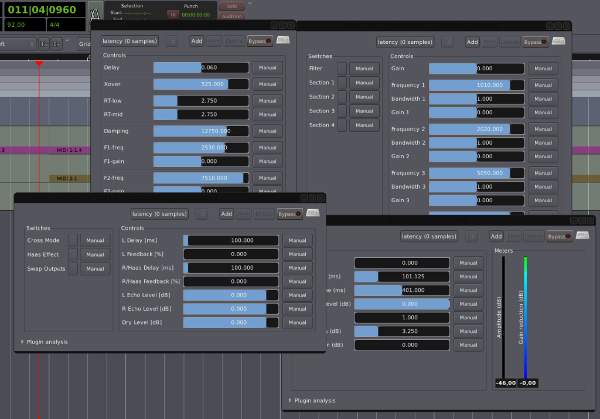 011|04|0960
Selection
Punch
Start
End
In
00:00:00:00
solo
audition
92.00
4/4
Grid
MIDI 1-1.4
MIDI 2.1
latency (0 samples)
Add
Bypass
Controls
Delay
0.060
Manual
Xover
525.000
Manual
RT-low
2.750
Manual
RT-mid
2.750
Manual
Damping
12750.000
Manual
F1-freq
2530.000
Manual
F1-gain
0.000
Manual
F2-freq
7510.000
Manual
F2-gain
latency (0 samples)
Add
Bypass
Switches
Filter
Manual
Section 1
Manual
Section 2
Manual
Section 3
Manual
Section 4
Manual
Controls
Gain
0.000
Manual
Frequency 1
1010.000
Manual
Bandwidth 1
1.000
Manual
Gain 1
0.000
Manual
Frequency 2
2020.000
Manual
Bandwidth 2
1.000
Manual
Gain 2
0.000
Manual
Frequency 3
5050.000
Manual
Bandwidth 3
1.000
Manual
Gain 3
0.000
Manual
latency (0 samples)
Add
Bypass
Switches
Cross Mode
Manual
Haas Effect
Manual
Swap Outputs
Manual
Controls
L Delay [ms]
100.000
Manual
L Feedback [%]
0.000
Manual
R/Haas Delay [ms]
100.000
Manual
R/Haas Feedback [%]
0.000
Manual
L Echo Level [dB]
0.000
Manual
R Echo Level [dB]
0.000
Manual
Dry Level [dB]
0.000
Manual
Plugin analysis
latency (0 samples)
Add
Bypass
0.000
Manual
(ms)
101.125
Manual
(ms)
401.000
Manual
(dB)
0.000
Manual
1.000
Manual
(dB)
3.250
Manual
(dB)
0.000
Manual
Meters
Amplitude (dB)
Gain reduction (dB)
-46,00
-0,00
Plugin analysis